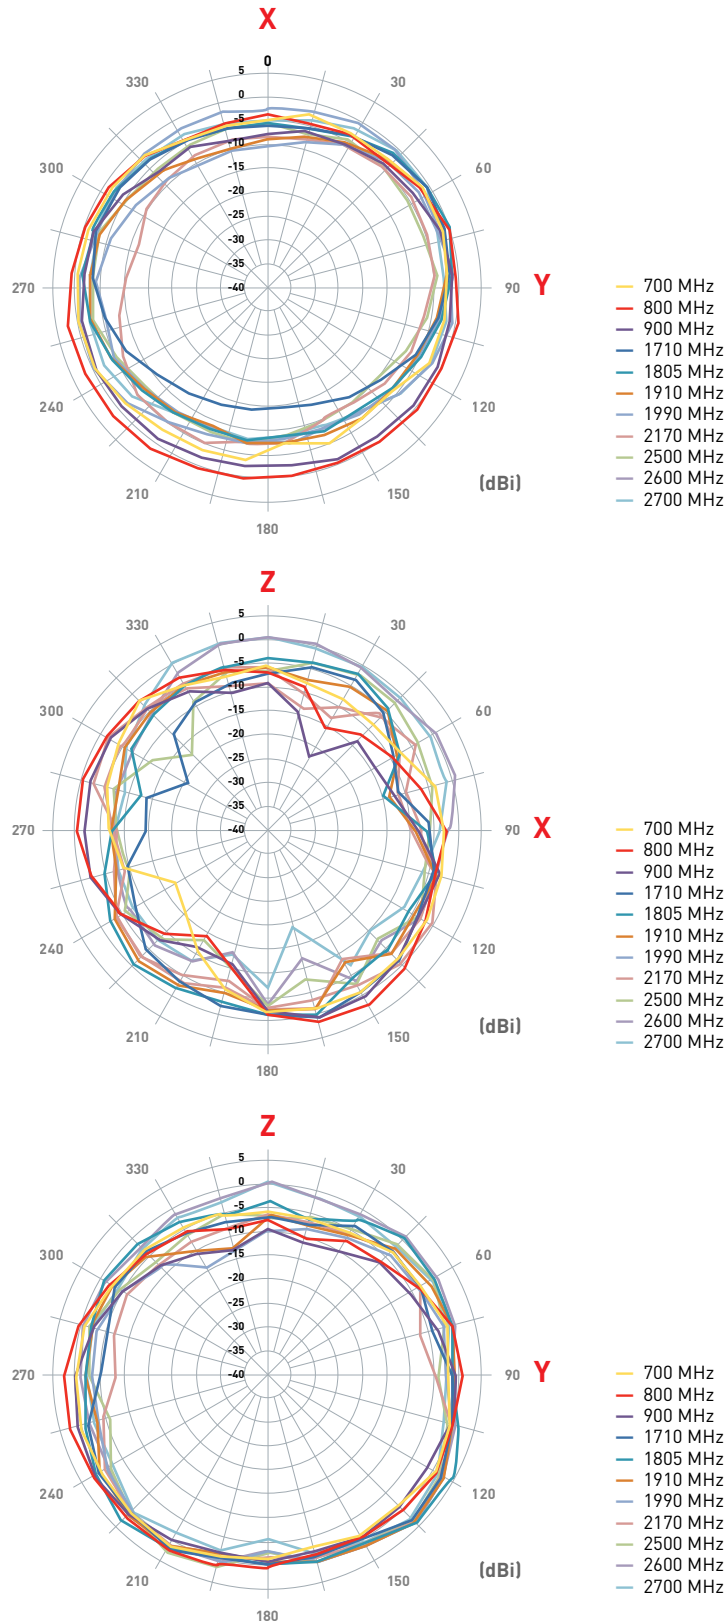 X
0
330
30
5
0
-5
-10
-15
-20
-25
-30
-35
-40
300
60
270
90
Y
240
120
210
150
180
(dBi)
700 MHz
800 MHz
900 MHz
1710 MHz
1805 MHz
1910 MHz
1990 MHz
2170 MHz
2500 MHz
2600 MHz
2700 MHz
Z
330
30
5
0
-5
-10
-15
-20
-25
-30
-35
-40
300
60
270
90
X
240
120
210
150
180
(dBi)
700 MHz
800 MHz
900 MHz
1710 MHz
1805 MHz
1910 MHz
1990 MHz
2170 MHz
2500 MHz
2600 MHz
2700 MHz
Z
330
30
5
0
-5
-10
-15
-20
-25
-30
-35
-40
300
60
270
90
Y
240
120
210
150
180
(dBi)
700 MHz
800 MHz
900 MHz
1710 MHz
1805 MHz
1910 MHz
1990 MHz
2170 MHz
2500 MHz
2600 MHz
2700 MHz